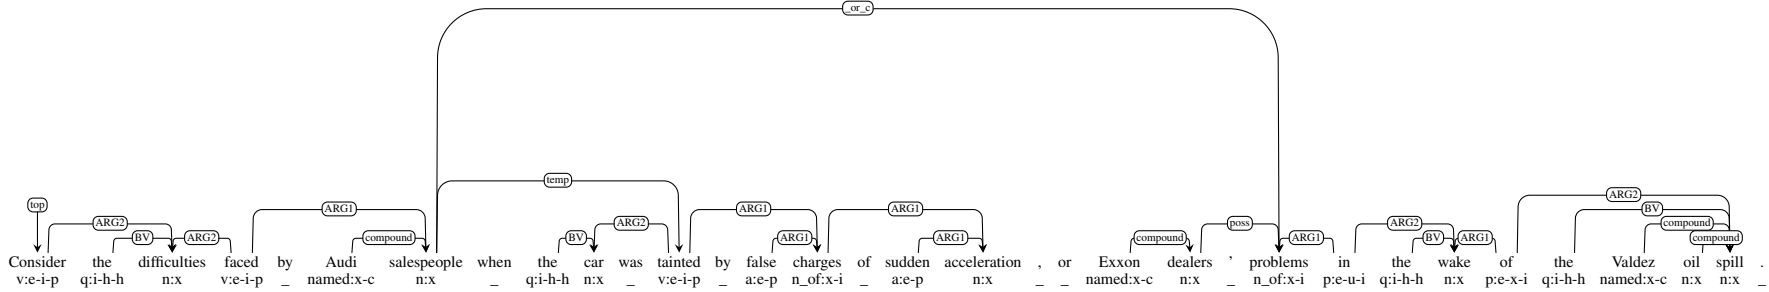 _or_c
temp
top
ARG2 ARG1 ARG1 ARG1 ARG2
BV
ARG2 ARG2 poss ARG2 compound
BV ARG2 compound BV ARG1 ARG1 compound ARG1 BV ARG1 compound
Consider the difficulties faced by Audi salespeople when the car was tainted by false charges of sudden acceleration , or Exxon dealers ' problems in the wake of the Valdez oil spill .
v:e-i-p q:i-h-h n:x v:e-i-p _ named:x-c n:x _ q:i-h-h n:x _ v:e-i-p _ a:e-p n_of:x-i _ a:e-p n:x _ _ named:x-c n:x _ n_of:x-i p:e-u-i q:i-h-h n:x p:e-x-i q:i-h-h named:x-c n:x n:x _